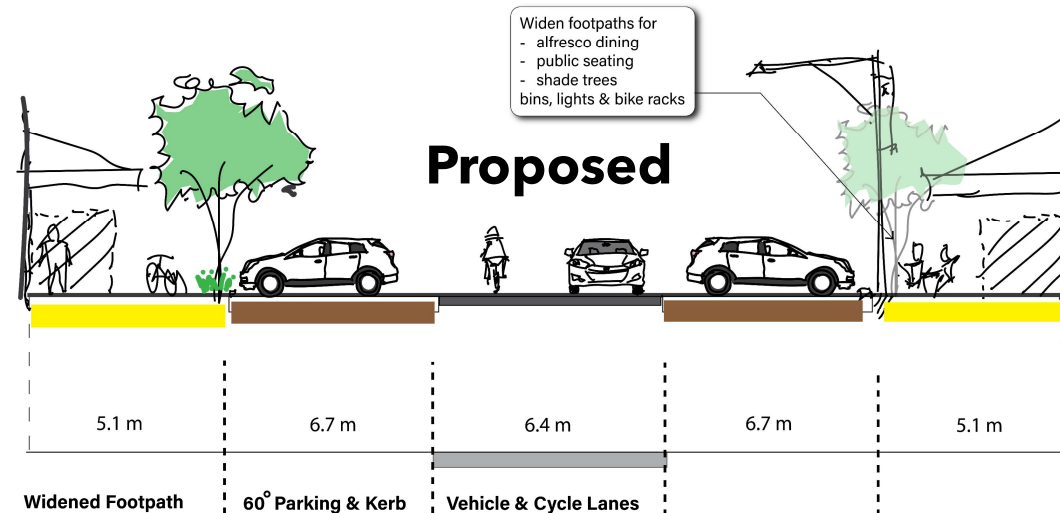 Widen footpaths for
- alfresco dining
- public seating
- shade trees
bins, lights & bike racks
Proposed
5.1 m
6.7 m
6.4 m
6.7 m
5.1 m
Widened Footpath
60° Parking & Kerb
Vehicle & Cycle Lanes